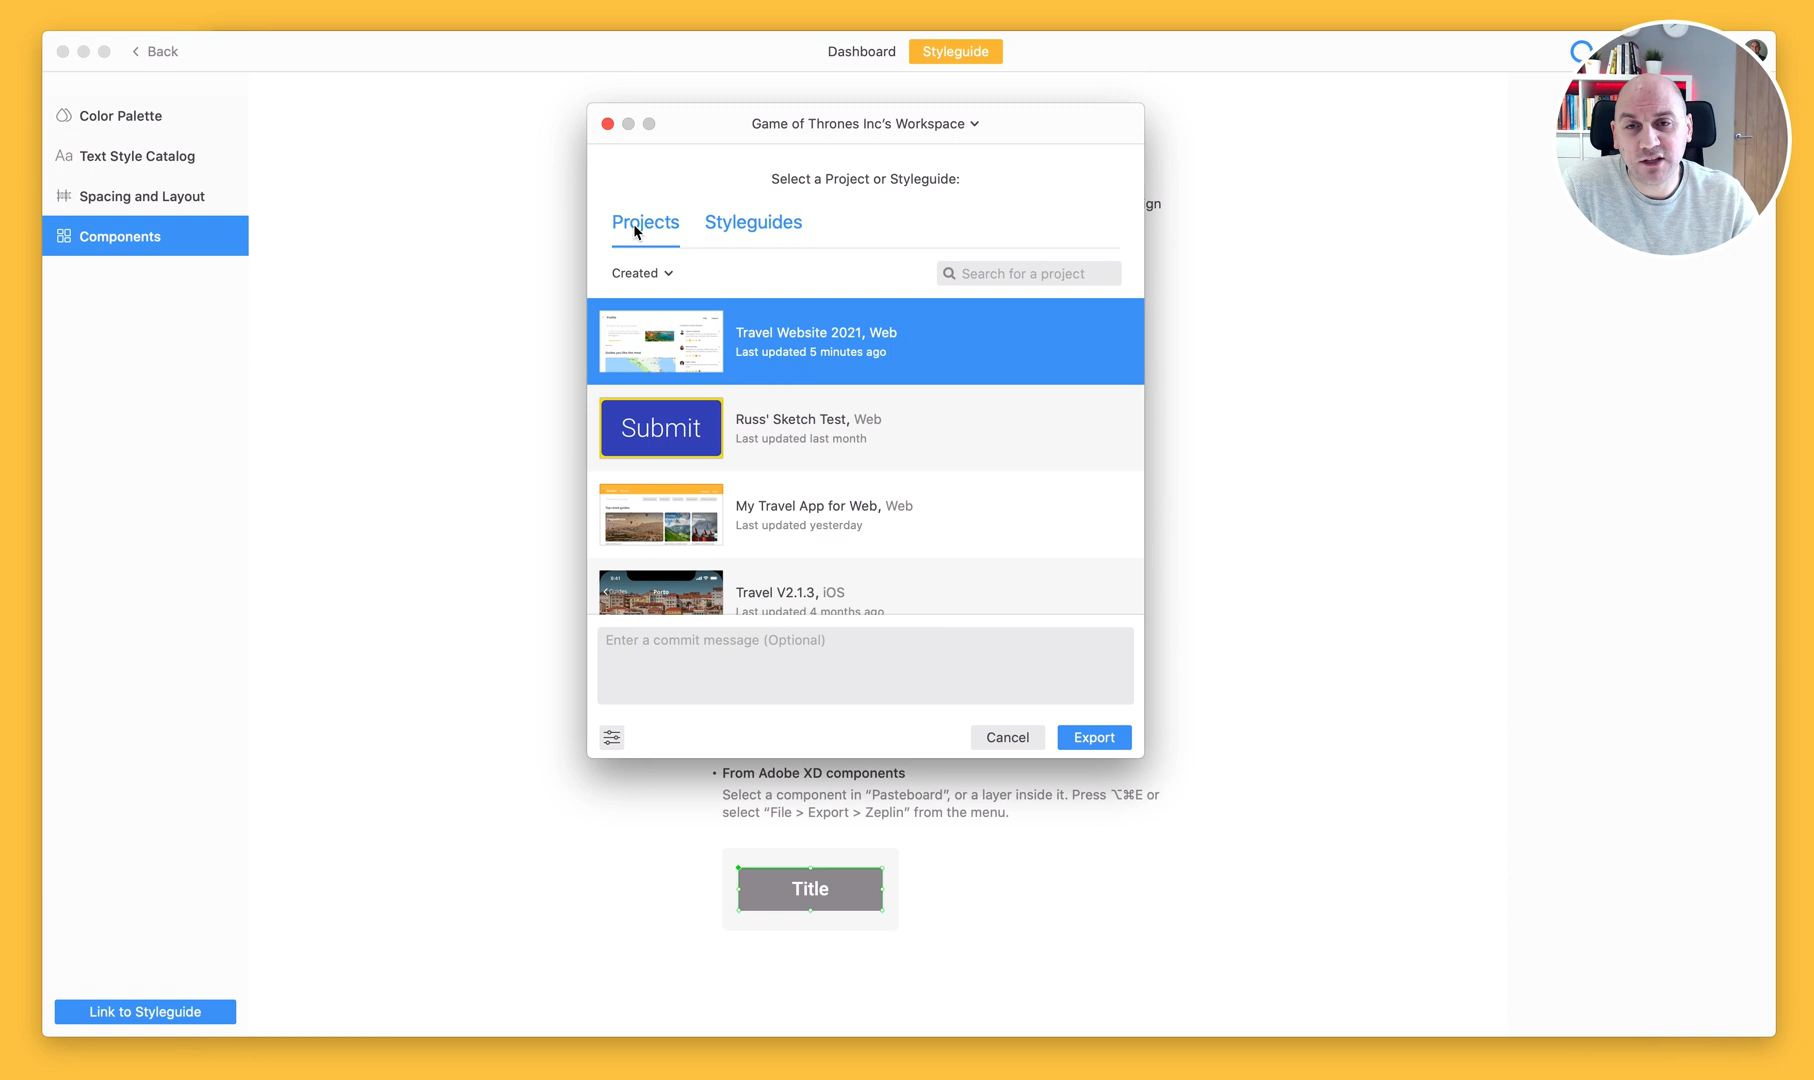 Back
Dashboard
Styleguide
Color Palette
Aa Text Style Catalog
Spacing and Layout
Components
Game of Thrones Inc's Workspace
Select a Project or Styleguide:
gn
Projects
Styleguides
Created
Search for a project
Travel Website 2021, Web
Last updated 5 minutes ago
Submit
Russ' Sketch Test, Web
Last updated last month
My Travel App for Web, Web
Last updated yesterday
9:41
Guides
Porto
Travel V2.1.3, iOS
Last updated 4 months ago
Enter a commit message (Optional)
Cancel
Export
• From Adobe XD components
Select a component in “Pasteboard”, or a layer inside it. Press ⌥⌘E or
select “File > Export > Zeplin” from the menu.
Title
Link to Styleguide